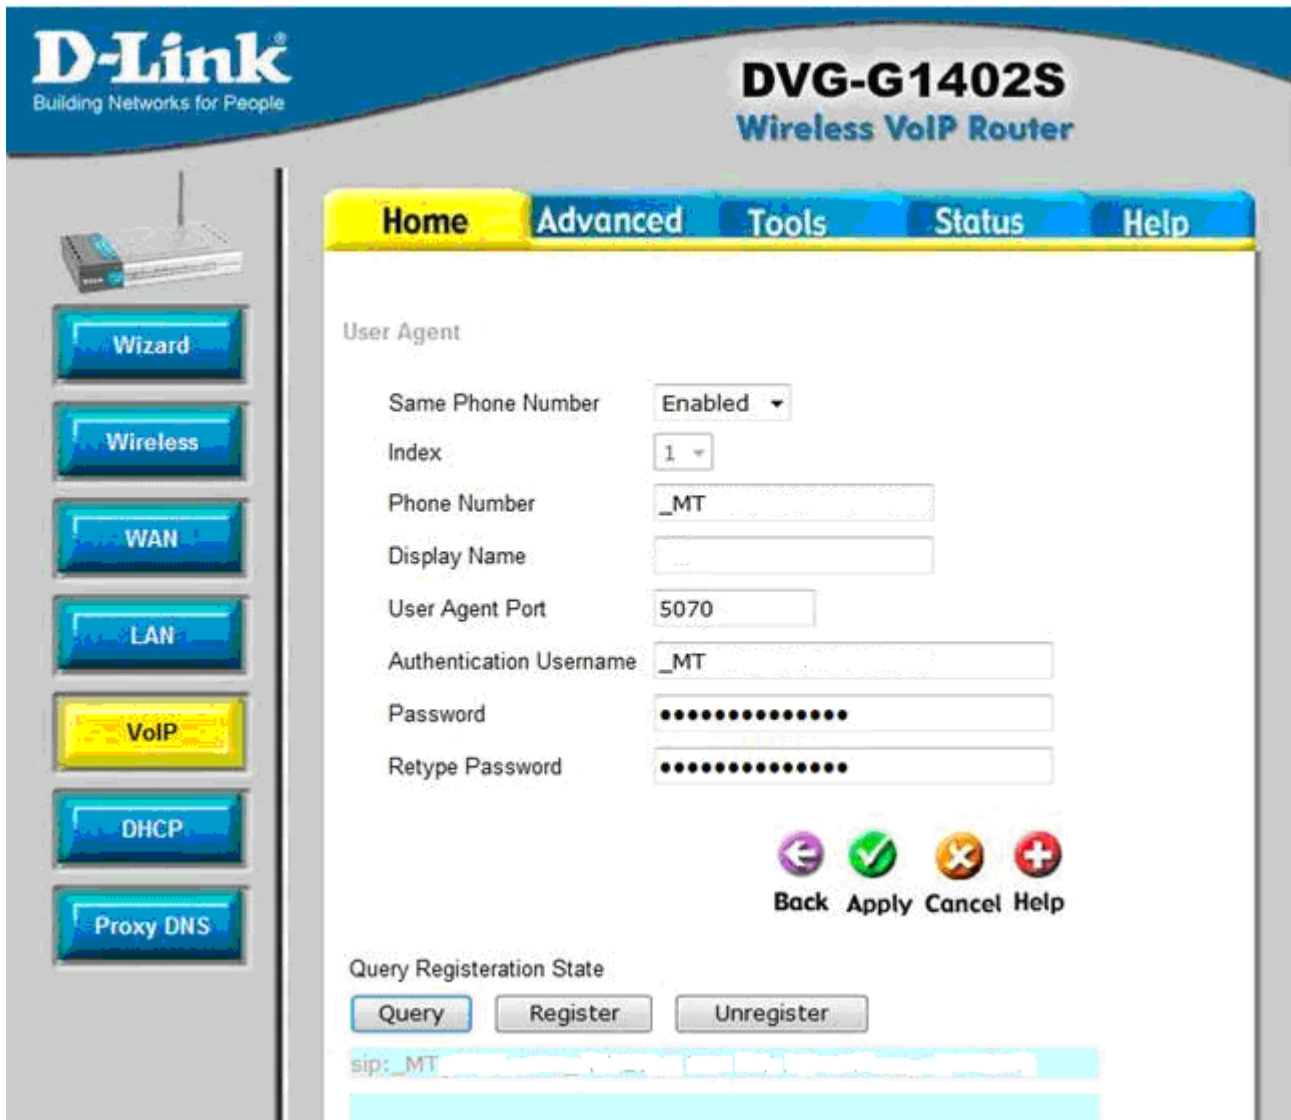 D-Link®
Building Networks for People
DVG-G1402S
Wireless VoIP Router
Home Advanced Tools Status Help
Wizard
Wireless
WAN
LAN
VoIP
DHCP
Proxy DNS
User Agent
Same Phone Number Enabled
Index 1
Phone Number _MT
Display Name
User Agent Port 5070
Authentication Username _MT
Password ••••••••••••••
Retype Password ••••••••••••••
Back Apply Cancel Help
Query Registeration State
Query Register Unregister
sip:_MT